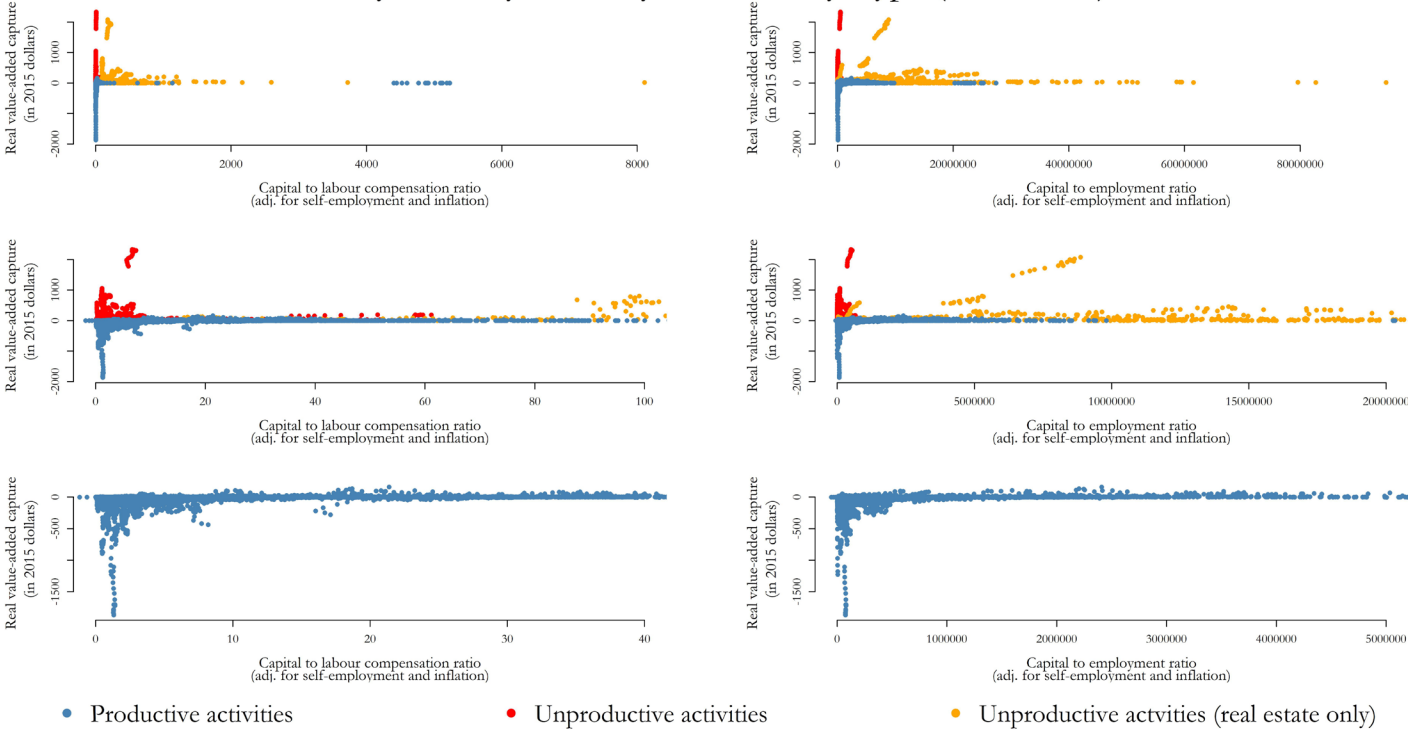 Real value-added capture
(in 2015 dollars)
1000
0
-2000
0
2000
4000
6000
8000
Capital to labour compensation ratio
(adj. for self-employment and inflation)
Real value-added capture
(in 2015 dollars)
1000
0
-2000
0
20000000
40000000
60000000
80000000
Capital to employment ratio
(adj. for self-employment and inflation)
Real value-added capture
(in 2015 dollars)
1000
0
-2000
0
20
40
60
80
100
Capital to labour compensation ratio
(adj. for self-employment and inflation)
Real value-added capture
(in 2015 dollars)
1000
0
-2000
0
5000000
10000000
15000000
20000000
Capital to employment ratio
(adj. for self-employment and inflation)
Real value-added capture
(in 2015 dollars)
0
-500
-1500
0
10
20
30
40
Capital to labour compensation ratio
(adj. for self-employment and inflation)
Real value-added capture
(in 2015 dollars)
0
-500
-1500
0
1000000
2000000
3000000
4000000
5000000
Capital to employment ratio
(adj. for self-employment and inflation)
Productive activities
Unproductive activities
Unproductive actvities (real estate only)